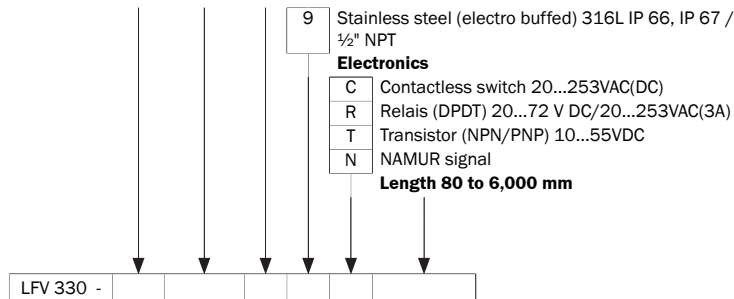 9 Stainless steel (electro buffed) 316L IP 66, IP 67 /
½" NPT
Electronics
C Contactless switch 20...253VAC(DC)
R Relais (DPDT) 20...72 V DC/20...253VAC(3A)
T Transistor (NPN/PNP) 10...55VDC
N NAMUR signal
Length 80 to 6,000 mm
LFV 330 -